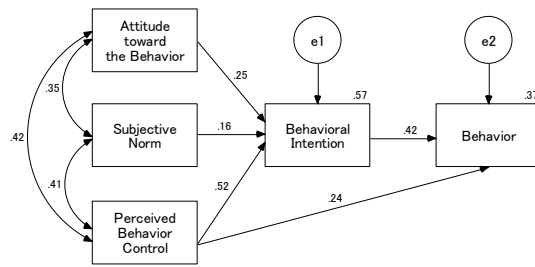 Attitude
toward
the Behavior
e1
e2
.25
.57
.37
.35
.42
Subjective
Norm
.16
Behavioral
Intention
.42
Behavior
.41
.52
.24
Perceived
Behavior
Control